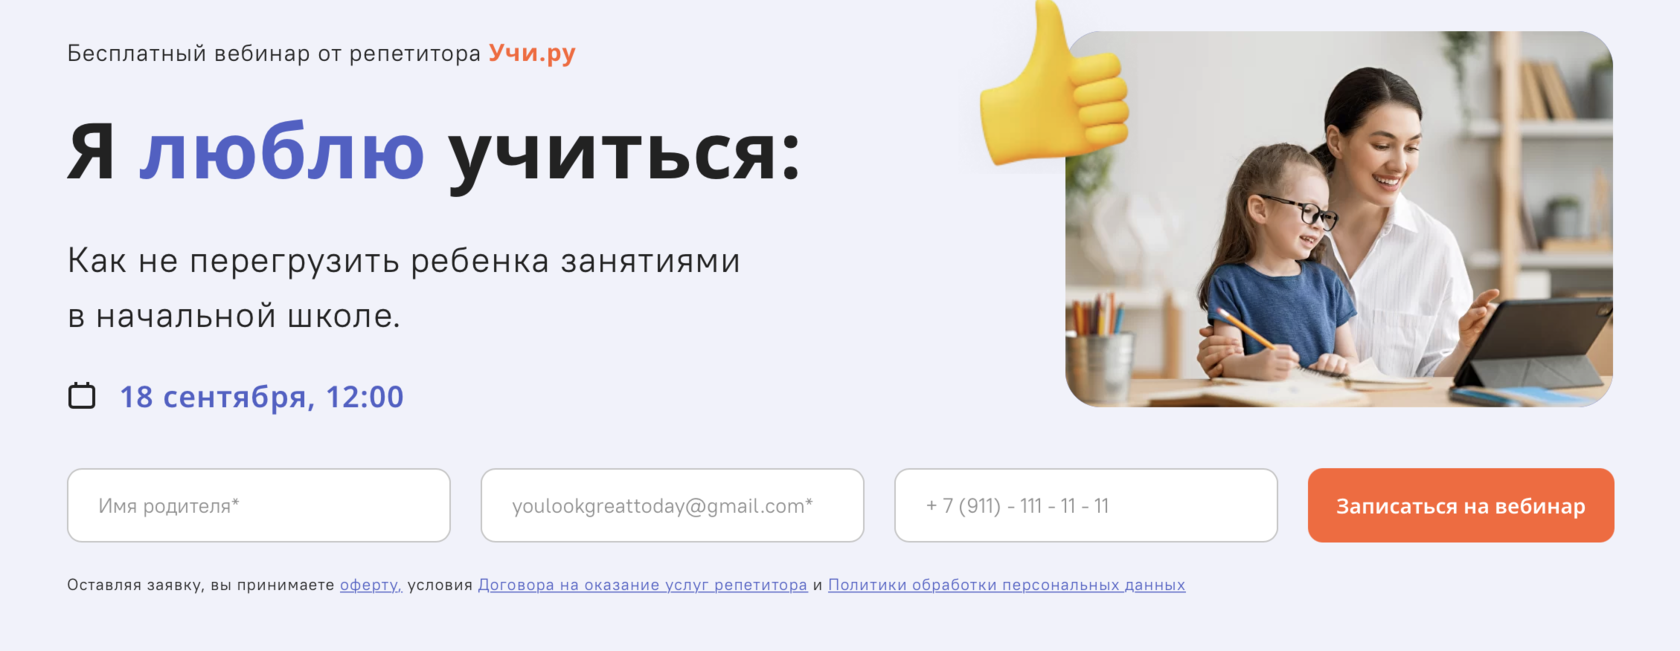 Бесплатный вебинар от репетитора Учи.ру
Я люблю учиться:
Как не перегрузить ребенка занятиями
в начальной школе.
18 сентября, 12:00
Имя родителя*
youlookgreattoday@gmail.com*
+ 7 (911) - 111 - 11 - 11
Записаться на вебинар
Оставляя заявку, вы принимаете оферту, условия Договора на оказание услуг репетитора и Политики обработки персональных данных